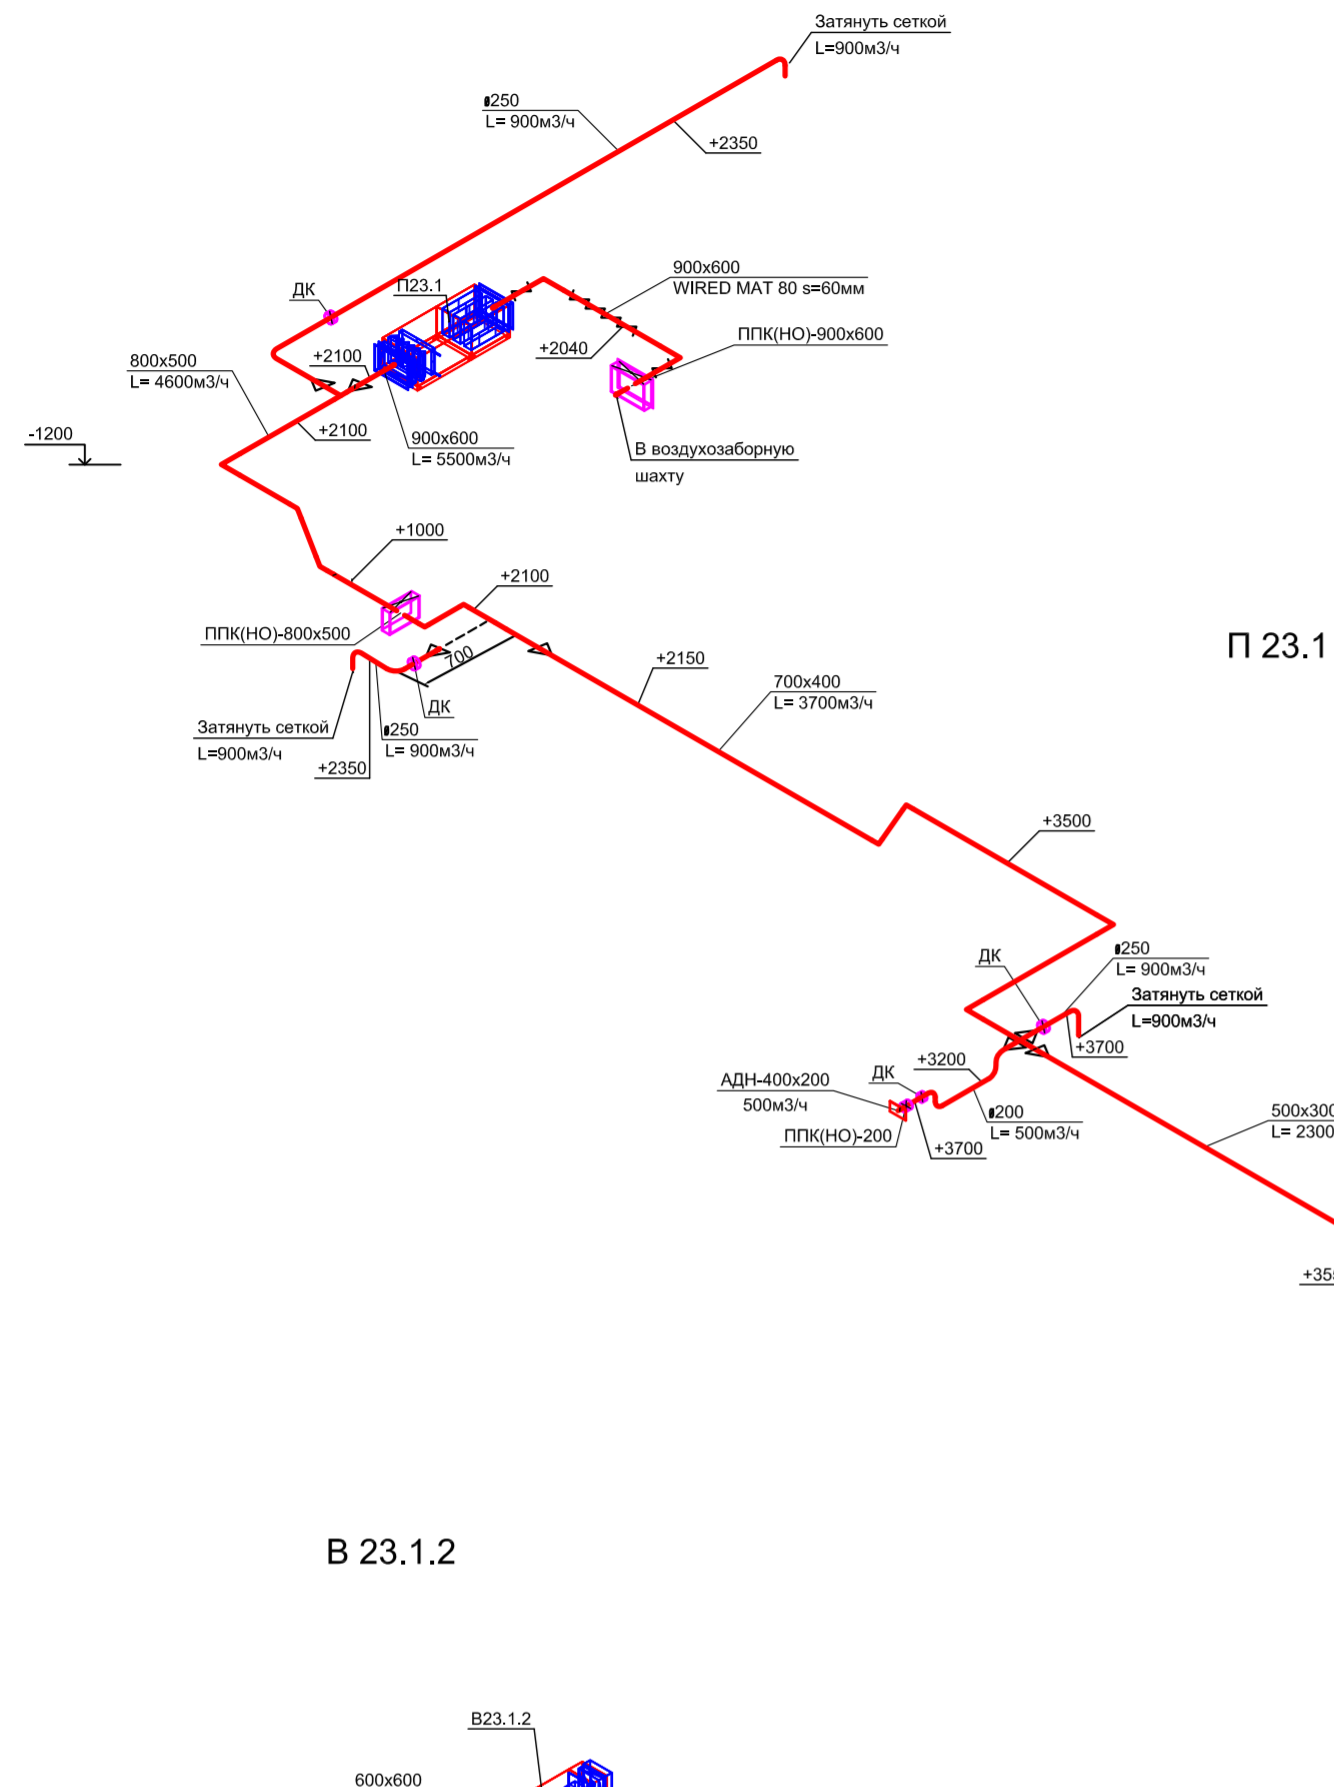 Затянуть сеткой
L=900м3/ч
ø250
L= 900м3/ч
+2350
900x600
WIRED MAT 80 s=60мм
ДК
П23.1
ППК(НО)-900x600
+2040
+2100
800x500
L= 4600м3/ч
+2100
-1200
900x600
L= 5500м3/ч
В воздухозаборную
шахту
+1000
+2100
ППК(НО)-800x500
П 23.1
700
+2150
700x400
L= 3700м3/ч
ДК
Затянуть сеткой
L=900м3/ч
ø250
L= 900м3/ч
+2350
+3500
ДК
ø250
L= 900м3/ч
Затянуть сеткой
L=900м3/ч
+3700
+3200
ДК
АДН-400x200
500м3/ч
ППК(НО)-200
ø200
L= 500м3/ч
+3700
500x300
L= 2300
+355
В 23.1.2
В23.1.2
600x600